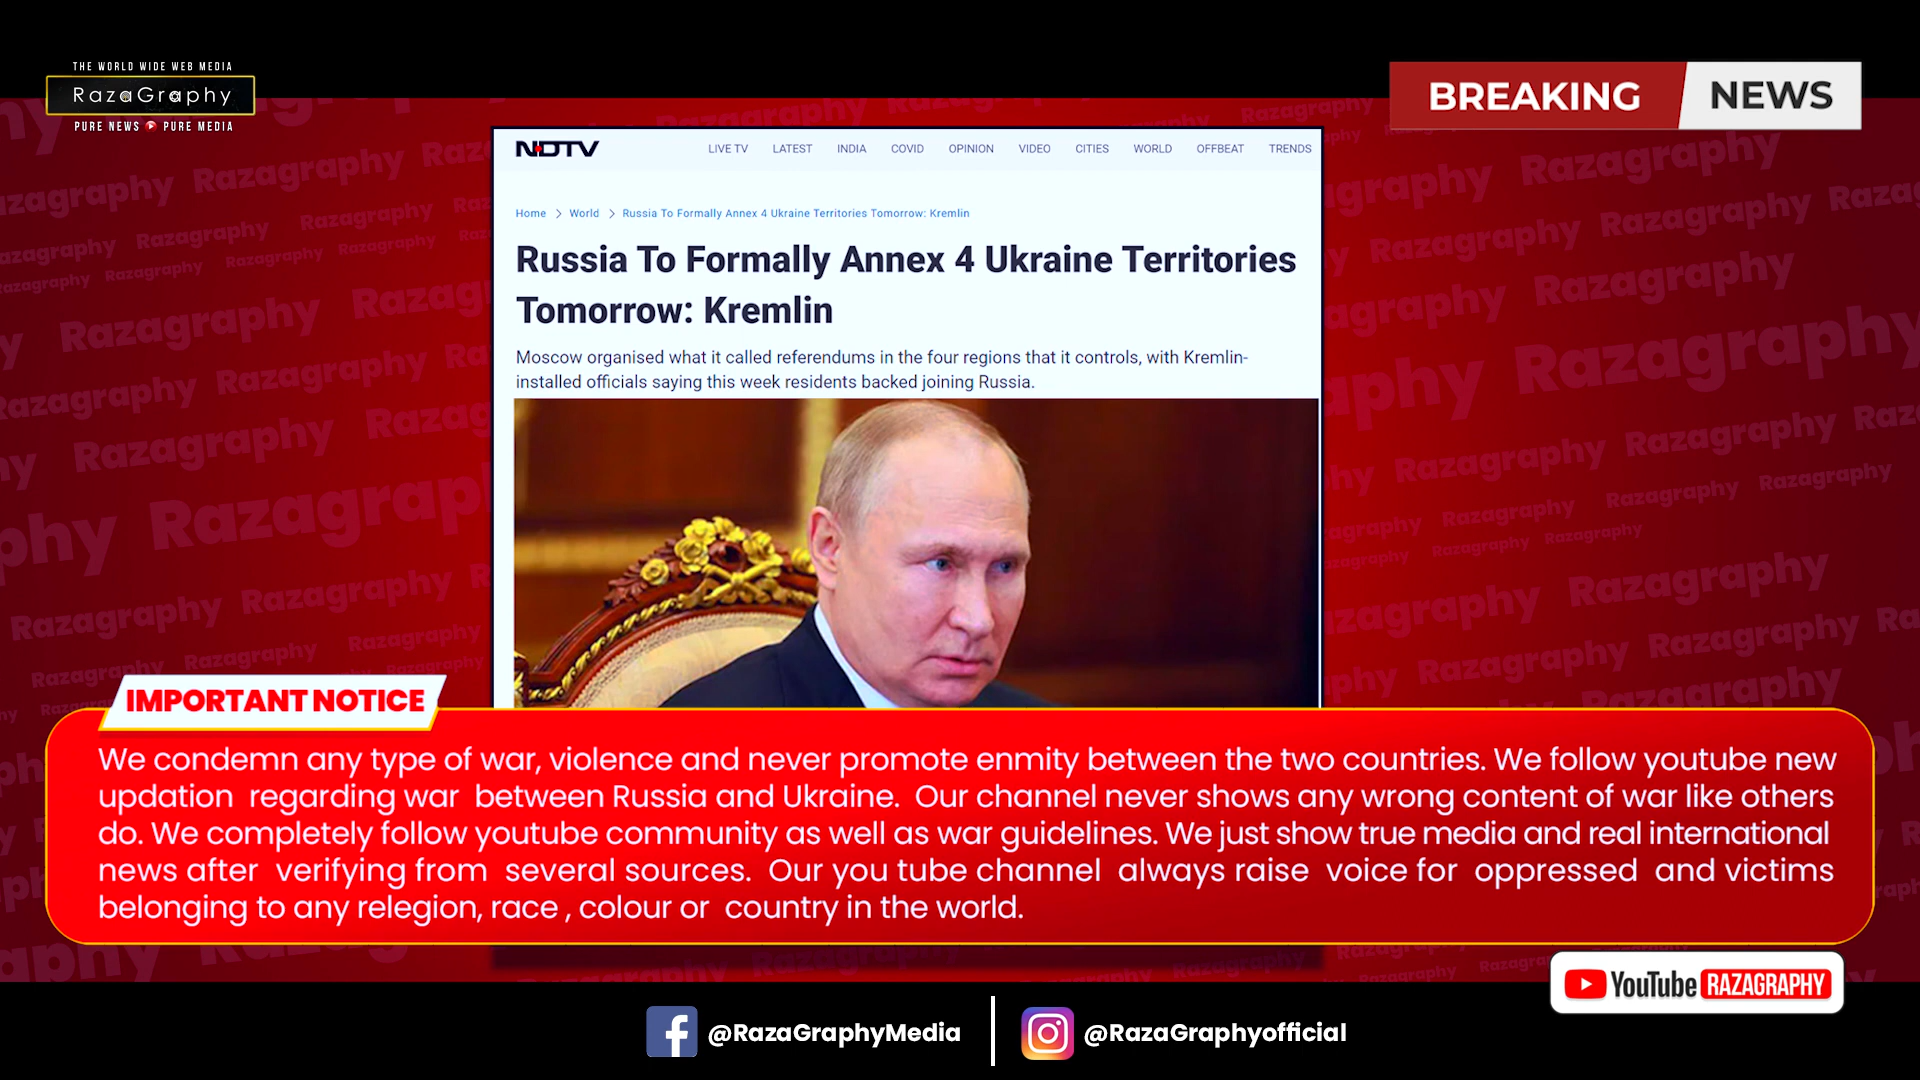 THE WORLD WIDE WEB MEDIA
RazaGraphy
PURE NEWS PURE MEDIA
BREAKING NEWS
NDTV
LIVE TV LATEST INDIA COVID OPINION VIDEO CITIES WORLD OFFBEAT TRENDS
Home > World > Russia To Formally Annex 4 Ukraine Territories Tomorrow: Kremlin
Russia To Formally Annex 4 Ukraine Territories
Tomorrow: Kremlin
Moscow organised what it called referendums in the four regions that it controls, with Kremlin-
installed officials saying this week residents backed joining Russia.
IMPORTANT NOTICE
We condemn any type of war, violence and never promote enmity between the two countries. We follow youtube new
updation regarding war between Russia and Ukraine. Our channel never shows any wrong content of war like others
do. We completely follow youtube community as well as war guidelines. We just show true media and real international
news after verifying from several sources. Our you tube channel always raise voice for oppressed and victims
belonging to any relegion, race , colour or country in the world.
YouTube RAZAGRAPHY
@RazaGraphyMedia
@RazaGraphyofficial